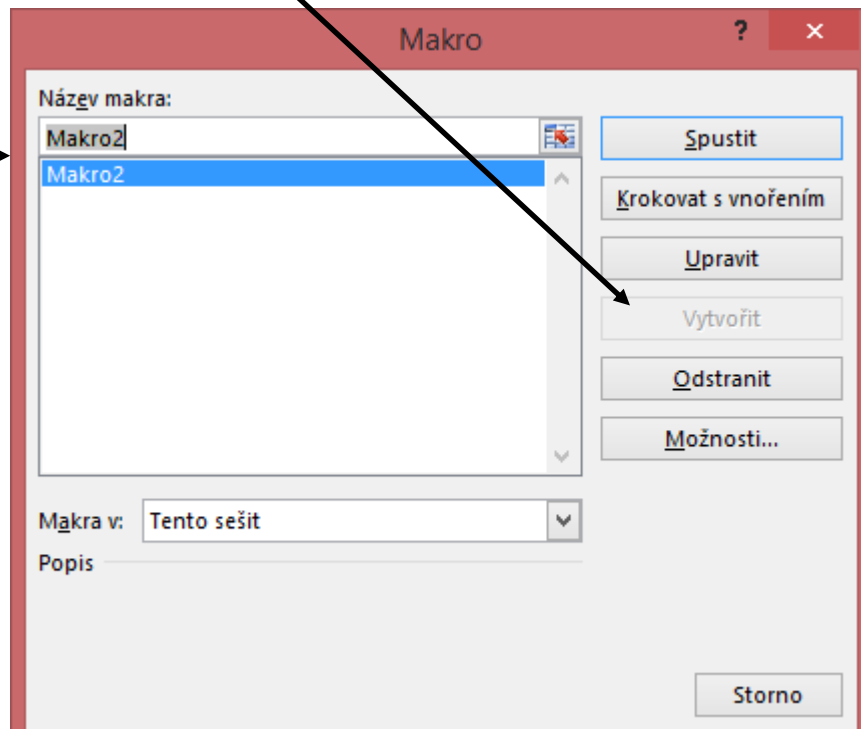 Makro
?
×
Název makra:
Makro2
Makro2
Spustit
Krokovat s vnořením
Upravit
Vytvořit
Odstranit
Možnosti...
Makra v: Tento sešit
Popis
Storno